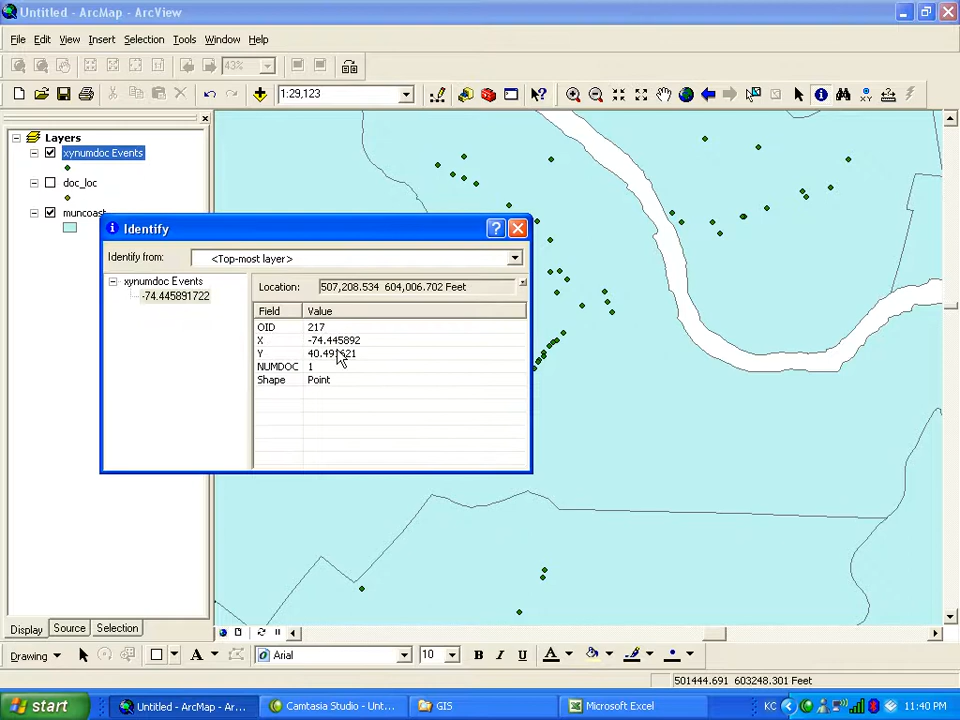 Untitled - ArcMap - ArcView
File Edit View Insert Selection Tools Window Help
43%
1:29,123
Layers
xynumdoc Events
doc_loc
muncoast
Identify
Identify from: <Top-most layer>
xynumdoc Events
-74.445891722
Location: 507,208.534 604,006.702 Feet
Field Value
OID 217
X -74.445892
Y 40.491621
NUMDOC 1
Shape Point
Display Source Selection
Drawing A Arial 10 B I U A
501444.691 603248.301 Feet
start Untitled - ArcMap - Ar... Camtasia Studio - Unt... GIS Microsoft Excel KC 11:40 PM